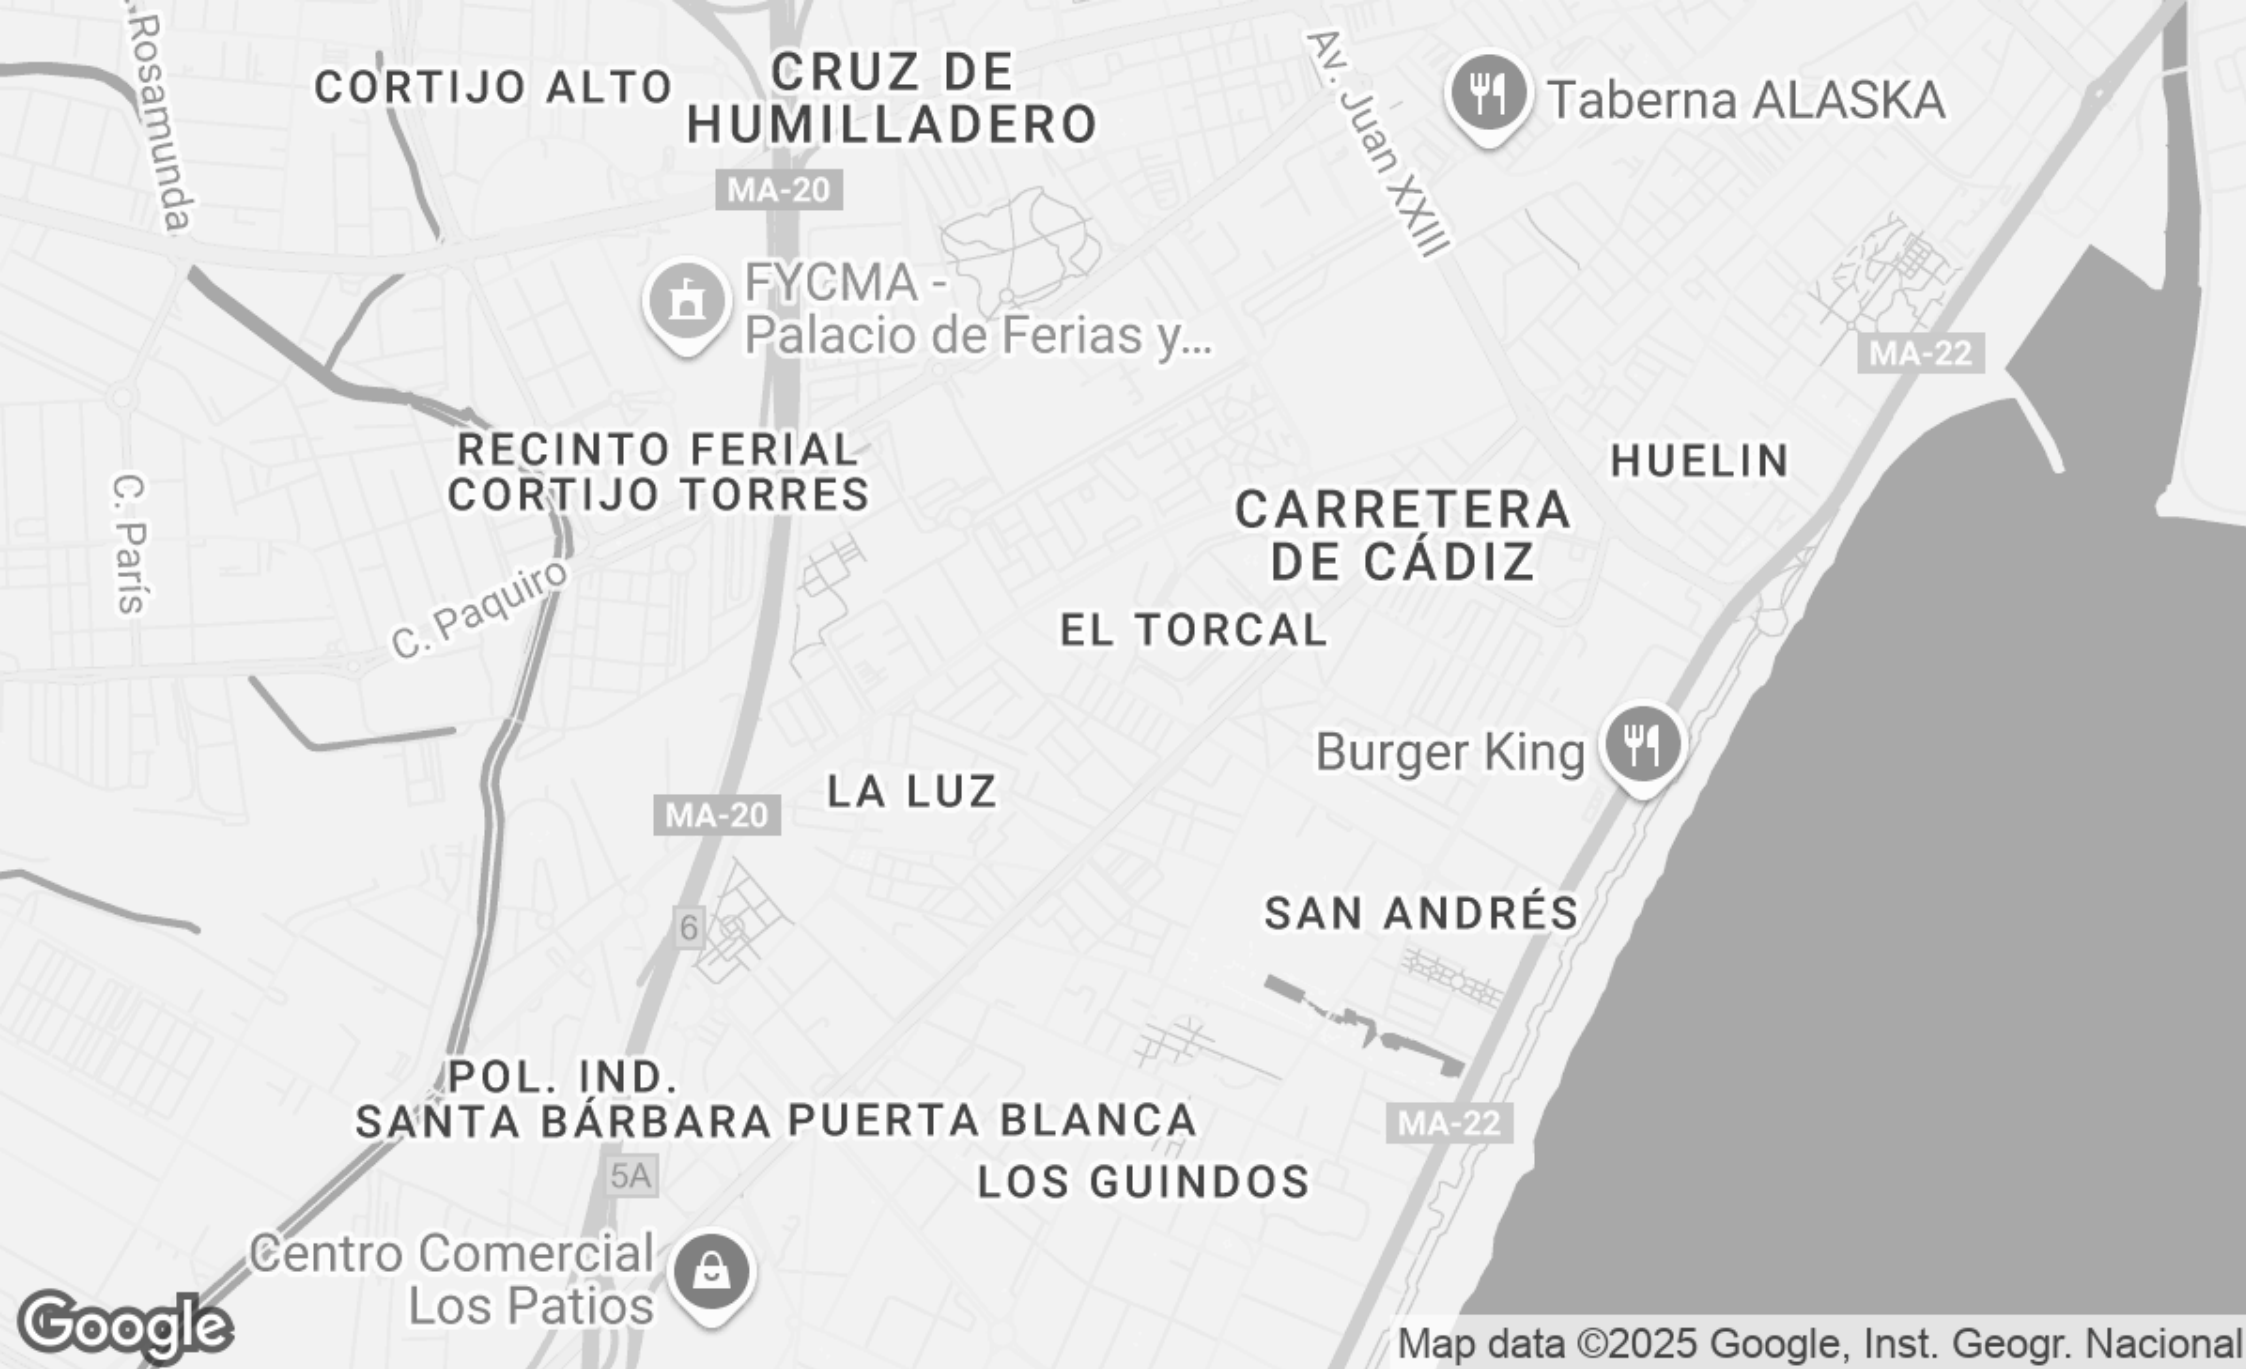 Rosamunda
CORTIJO ALTO
CRUZ DE
HUMILLADERO
Av. Juan XXIII
Taberna ALASKA
MA-20
FYCMA -
Palacio de Ferias y...
MA-22
RECINTO FERIAL
CORTIJO TORRES
HUELIN
C. París
CARRETERA
DE CÁDIZ
C. Paquiro
EL TORCAL
Burger King
LA LUZ
MA-20
6
SAN ANDRÉS
POL. IND.
SANTA BÁRBARA
PUERTA BLANCA
MA-22
5A
LOS GUINDOS
Centro Comercial
Los Patios
Google
Map data ©2025 Google, Inst. Geogr. Nacional